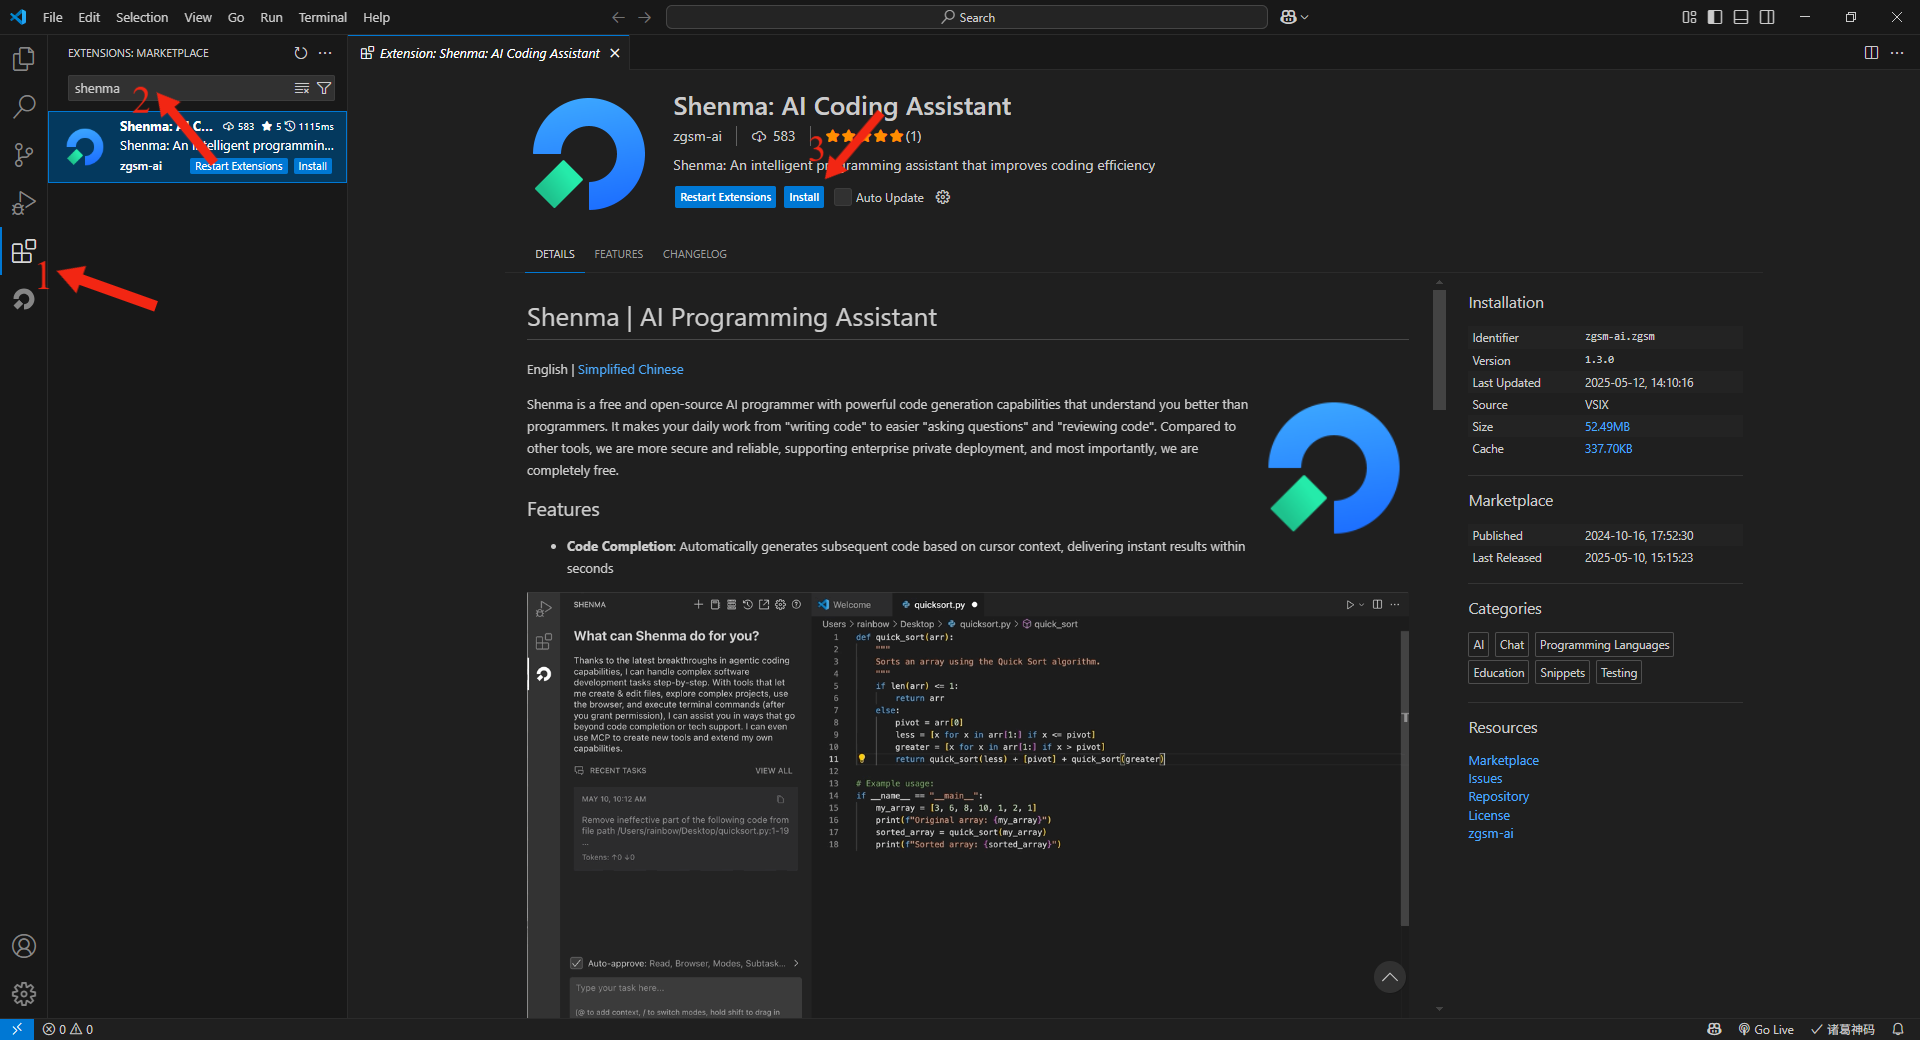 File Edit Selection View Go Run Terminal Help
Search
EXTENSIONS: MARKETPLACE
shenma
2
Shenma: AI C... 583 5 1115ms
Shenma: An intelligent programmin...
zgsm-ai Restart Extensions Install
1
Extension: Shenma: AI Coding Assistant
Shenma: AI Coding Assistant
zgsm-ai 583 (1)
3
Shenma: An intelligent programming assistant that improves coding efficiency
Restart Extensions Install Auto Update
DETAILS FEATURES CHANGELOG
Shenma | AI Programming Assistant
English | Simplified Chinese
Shenma is a free and open-source AI programmer with powerful code generation capabilities that understand you better than
programmers. It makes your daily work from "writing code" to easier "asking questions" and "reviewing code". Compared to
other tools, we are more secure and reliable, supporting enterprise private deployment, and most importantly, we are
completely free.
Features
• Code Completion: Automatically generates subsequent code based on cursor context, delivering instant results within
seconds
SHENMA
What can Shenma do for you?
Thanks to the latest breakthroughs in agentic coding
capabilities, I can handle complex software
development tasks step-by-step. With tools that let
me create & edit files, explore complex projects, use
the browser, and execute terminal commands (after
you grant permission), I can assist you in ways that go
beyond code completion or tech support. I can even
use MCP to create new tools and extend my own
capabilities.
RECENT TASKS VIEW ALL
MAY 10, 10:12 AM
Remove ineffective part of the following code from
file path /Users/rainbow/Desktop/quicksort.py:1-19
...
Tokens: ↑0 ↓0
Auto-approve: Read, Browser, Modes, Subtask...
Type your task here...
(@ to add context, / to switch modes, hold shift to drag in
Welcome quicksort.py
Users > rainbow > Desktop > quicksort.py > quick_sort
1 def quick_sort(arr):
2 """
3 Sorts an array using the Quick Sort algorithm.
4 """
5 if len(arr) <= 1:
6 return arr
7 else:
8 pivot = arr[0]
9 less = [x for x in arr[1:] if x <= pivot]
10 greater = [x for x in arr[1:] if x > pivot]
11 return quick_sort(less) + [pivot] + quick_sort(greater)
12
13 # Example usage:
14 if __name__ == "__main__":
15 my_array = [3, 6, 8, 10, 1, 2, 1]
16 print(f"Original array: {my_array}")
17 sorted_array = quick_sort(my_array)
18 print(f"Sorted array: {sorted_array}")
Installation
Identifier zgsm-ai.zgsm
Version 1.3.0
Last Updated 2025-05-12, 14:10:16
Source VSIX
Size 52.49MB
Cache 337.70KB
Marketplace
Published 2024-10-16, 17:52:30
Last Released 2025-05-10, 15:15:23
Categories
AI Chat Programming Languages
Education Snippets Testing
Resources
Marketplace
Issues
Repository
License
zgsm-ai
0 0
Go Live 诸葛神码